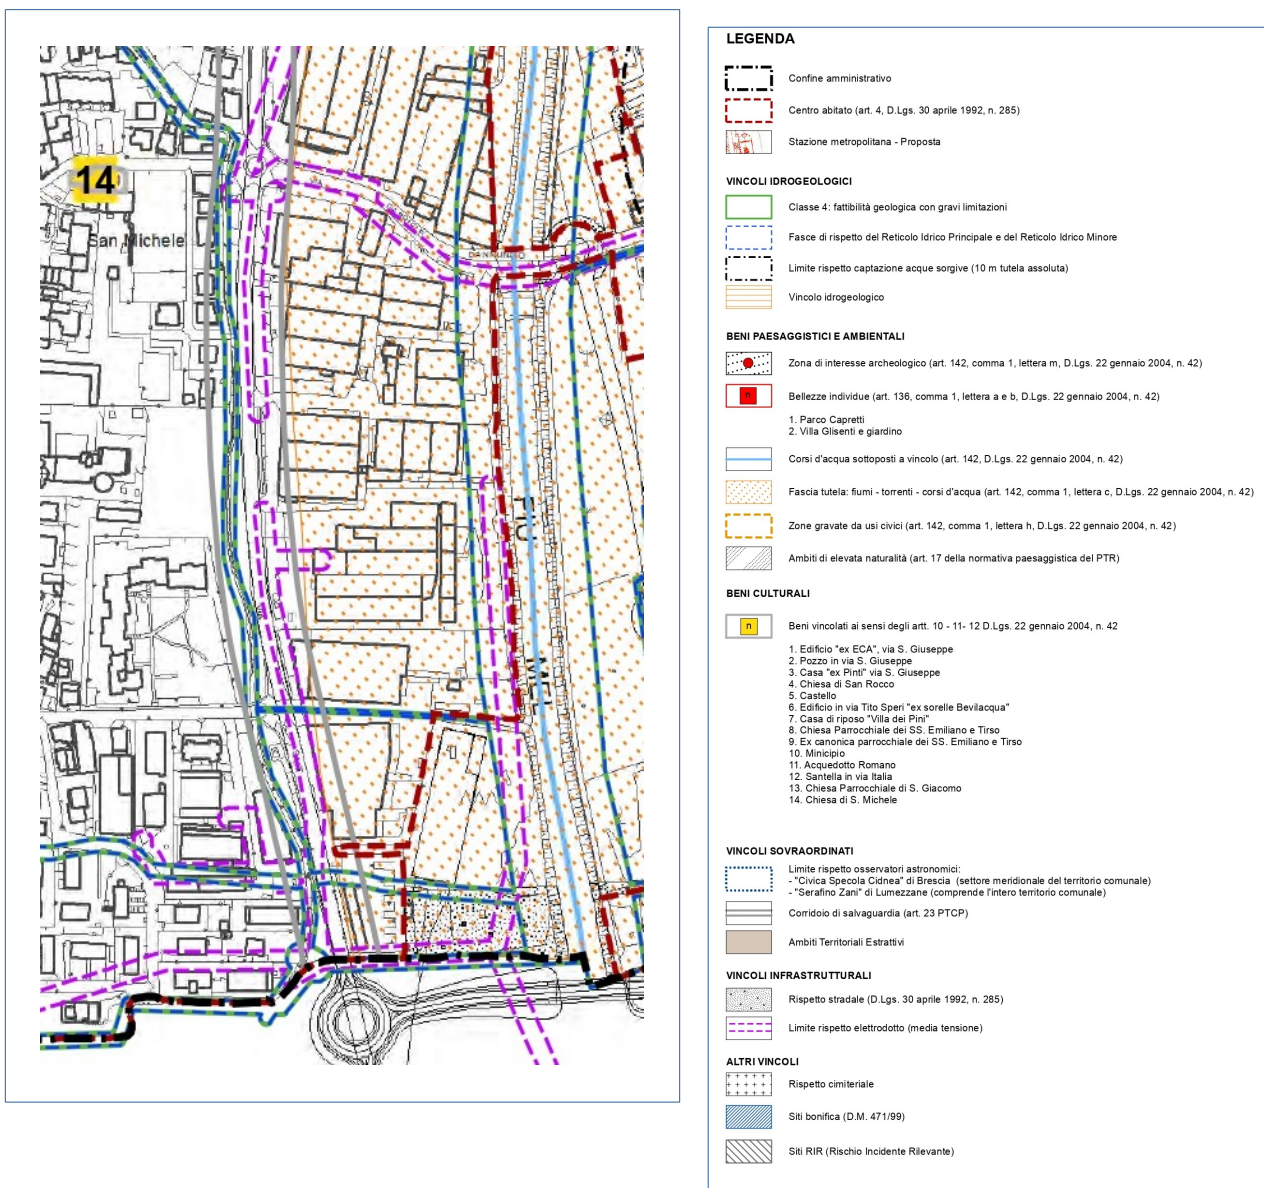 14
San Michele
FIU
ME
LEGENDA
Confine amministrativo
Centro abitato (art. 4, D.Lgs. 30 aprile 1992, n. 285)
Stazione metropolitana - Proposta
VINCOLI IDROGEOLOGICI
Classe 4: fattibilità geologica con gravi limitazioni
Fasce di rispetto del Reticolo Idrico Principale e del Reticolo Idrico Minore
Limite rispetto captazione acque sorgive (10 m tutela assoluta)
Vincolo idrogeologico
BENI PAESAGGISTICI E AMBIENTALI
Zona di interesse archeologico (art. 142, comma 1, lettera m, D.Lgs. 22 gennaio 2004, n. 42)
n
Bellezze individue (art. 136, comma 1, lettera a e b, D.Lgs. 22 gennaio 2004, n. 42)
1. Parco Capretti
2. Villa Glisenti e giardino
Corsi d'acqua sottoposti a vincolo (art. 142, D.Lgs. 22 gennaio 2004, n. 42)
Fascia tutela: fiumi - torrenti - corsi d'acqua (art. 142, comma 1, lettera c, D.Lgs. 22 gennaio 2004, n. 42)
Zone gravate da usi civici (art. 142, comma 1, lettera h, D.Lgs. 22 gennaio 2004, n. 42)
Ambiti di elevata naturalità (art. 17 della normativa paesaggistica del PTR)
BENI CULTURALI
n
Beni vincolati ai sensi degli artt. 10 - 11- 12 D.Lgs. 22 gennaio 2004, n. 42
1. Edificio "ex ECA", via S. Giuseppe
2. Pozzo in via S. Giuseppe
3. Casa "ex Pinti" via S. Giuseppe
4. Chiesa di San Rocco
5. Castello
6. Edificio in via Tito Speri "ex sorelle Bevilacqua"
7. Casa di riposo "Villa dei Pini"
8. Chiesa Parrocchiale dei SS. Emiliano e Tirso
9. Ex canonica parrocchiale dei SS. Emiliano e Tirso
10. Minicipio
11. Acquedotto Romano
12. Santella in via Italia
13. Chiesa Parrocchiale di S. Giacomo
14. Chiesa di S. Michele
VINCOLI SOVRAORDINATI
Limite rispetto osservatori astronomici:
- "Civica Specola Cidnea" di Brescia (settore meridionale del territorio comunale)
- "Serafino Zani" di Lumezzane (comprende l'intero territorio comunale)
Corridoio di salvaguardia (art. 23 PTCP)
Ambiti Territoriali Estrattivi
VINCOLI INFRASTRUTTURALI
Rispetto stradale (D.Lgs. 30 aprile 1992, n. 285)
Limite rispetto elettrodotto (media tensione)
ALTRI VINCOLI
Rispetto cimiteriale
Siti bonifica (D.M. 471/99)
Siti RIR (Rischio Incidente Rilevante)